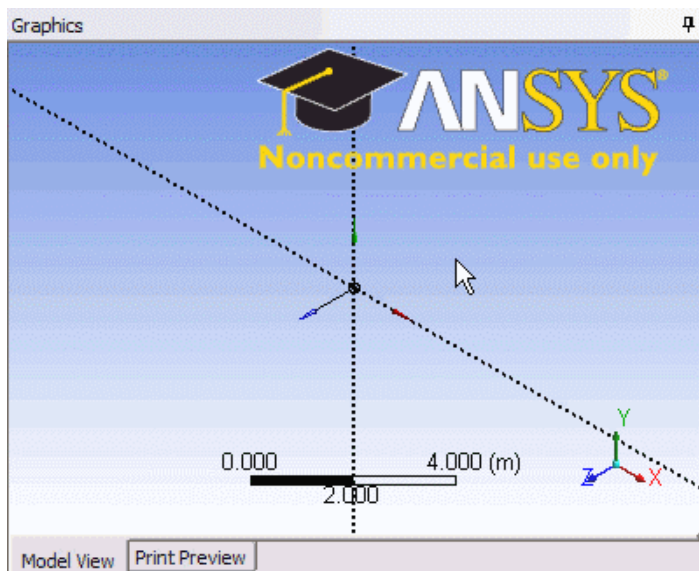 Graphics
ANSYS®
Noncommercial use only
Y
0.000 4.000 (m)
2.000
Z X
Model View Print Preview